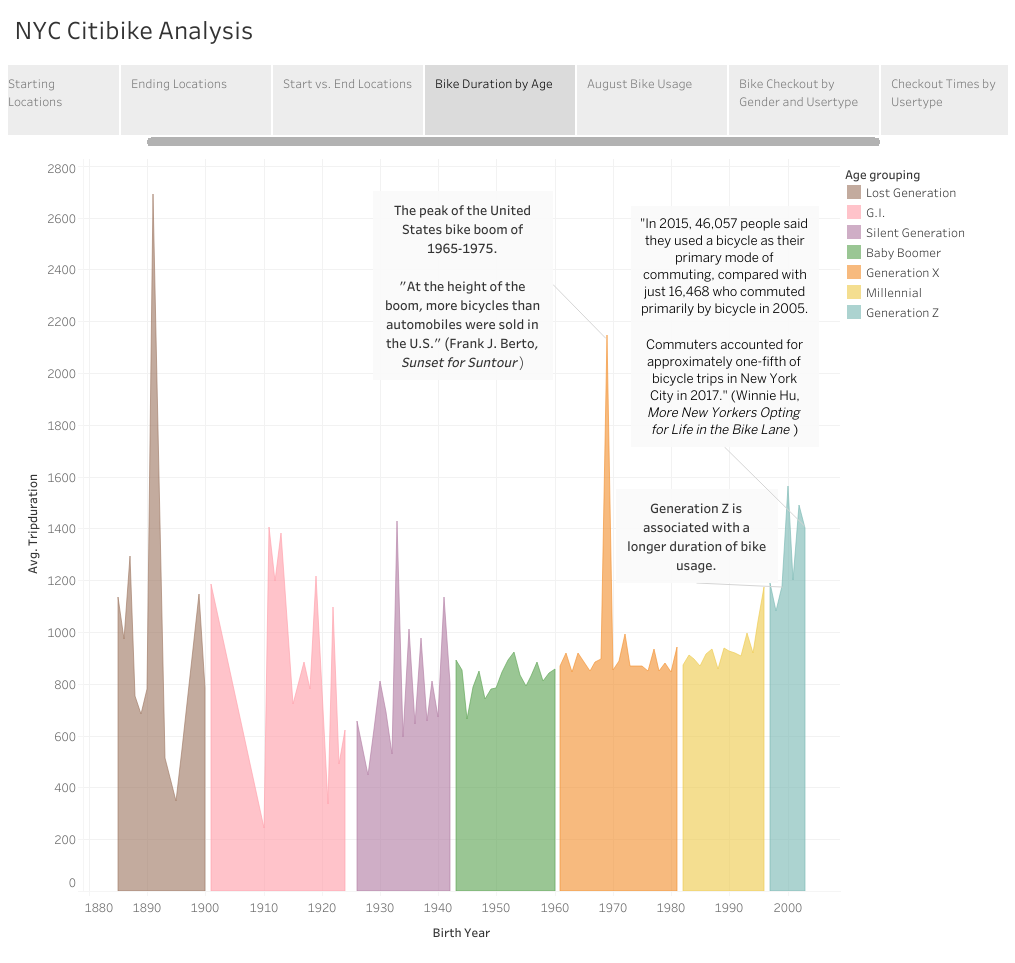 NYC Citibike Analysis
Starting
Locations
Ending Locations
Start vs. End Locations
Bike Duration by Age
August Bike Usage
Bike Checkout by
Gender and Usertype
Checkout Times by
Usertype
Avg. Tripduration
2800
2600
2400
2200
2000
1800
1600
1400
1200
1000
800
600
400
200
0
The peak of the United
States bike boom of
1965-1975.
”At the height of the
boom, more bicycles than
automobiles were sold in
the U.S.” (Frank J. Berto,
Sunset for Suntour )
"In 2015, 46,057 people said
they used a bicycle as their
primary mode of
commuting, compared with
just 16,468 who commuted
primarily by bicycle in 2005.
Commuters accounted for
approximately one-fifth of
bicycle trips in New York
City in 2017." (Winnie Hu,
More New Yorkers Opting
for Life in the Bike Lane )
Generation Z is
associated with a
longer duration of bike
usage.
Age grouping
Lost Generation
G.I.
Silent Generation
Baby Boomer
Generation X
Millennial
Generation Z
1880 1890 1900 1910 1920 1930 1940 1950 1960 1970 1980 1990 2000
Birth Year